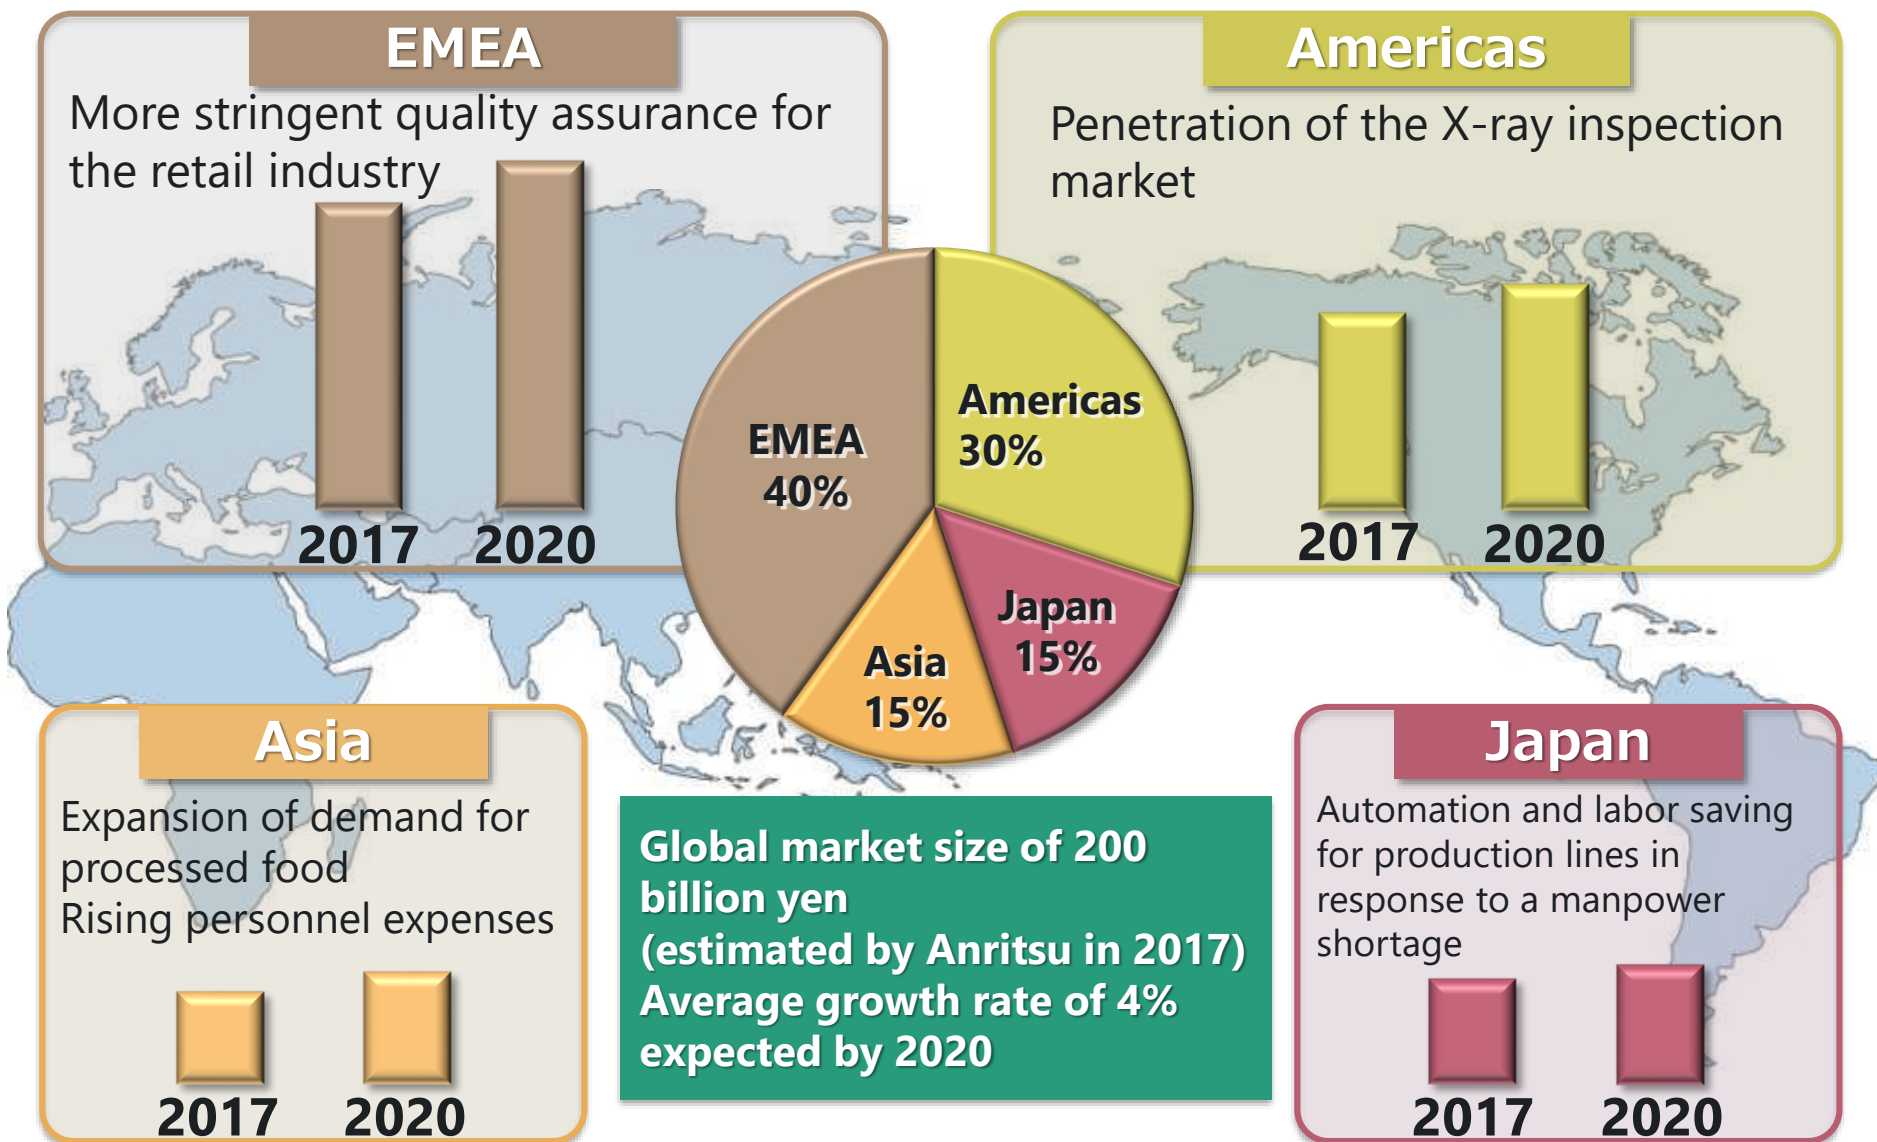 EMEA
More stringent quality assurance for
the retail industry
2017
2020
Americas
Penetration of the X-ray inspection
market
2017
2020
EMEA
40%
Americas
30%
Japan
15%
Asia
15%
Asia
Expansion of demand for
processed food
Rising personnel expenses
2017
2020
Global market size of 200
billion yen
(estimated by Anritsu in 2017)
Average growth rate of 4%
expected by 2020
Japan
Automation and labor saving
for production lines in
response to a manpower
shortage
2017
2020